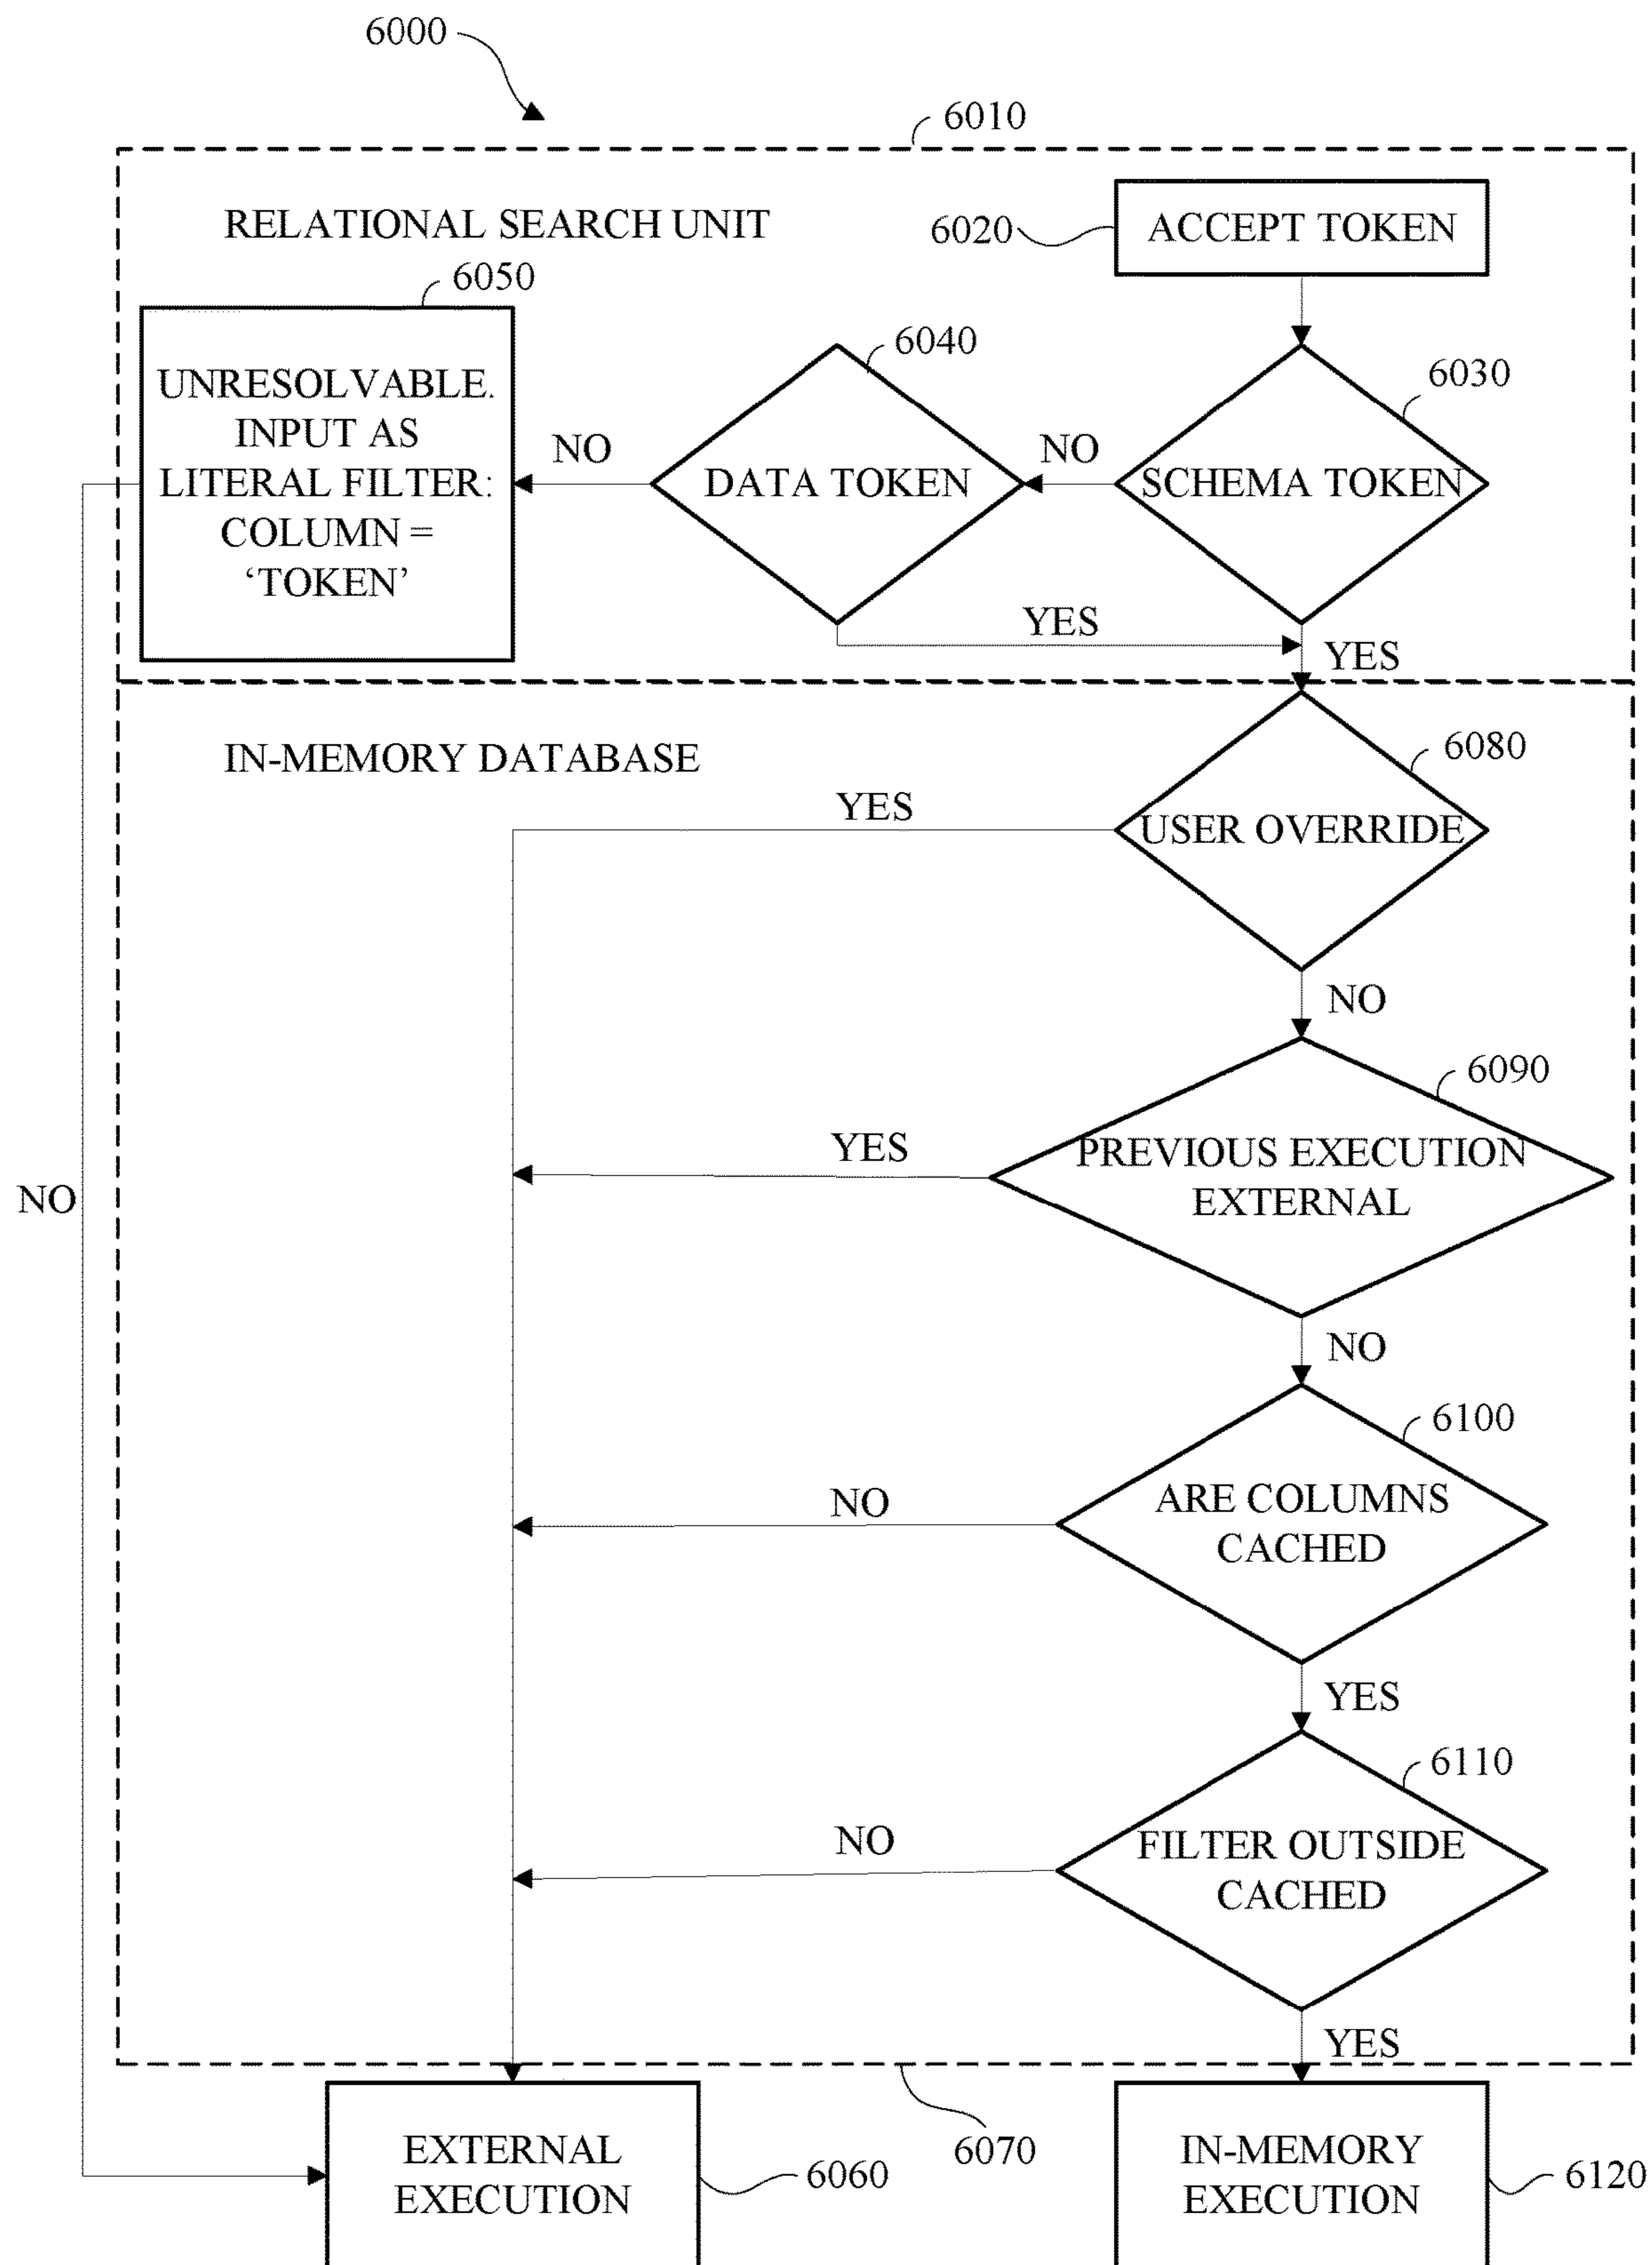 6000
6010
RELATIONAL SEARCH UNIT
6020
ACCEPT TOKEN
6050
6040
6030
UNRESOLVABLE.
INPUT AS
LITERAL FILTER:
COLUMN =
‘TOKEN’
NO
DATA TOKEN
NO
SCHEMA TOKEN
YES
YES
IN-MEMORY DATABASE
6080
YES
USER OVERRIDE
NO
6090
YES
PREVIOUS EXECUTION
EXTERNAL
NO
NO
6100
NO
ARE COLUMNS
CACHED
YES
6110
NO
FILTER OUTSIDE
CACHED
YES
6070
EXTERNAL
EXECUTION
6060
IN-MEMORY
EXECUTION
6120